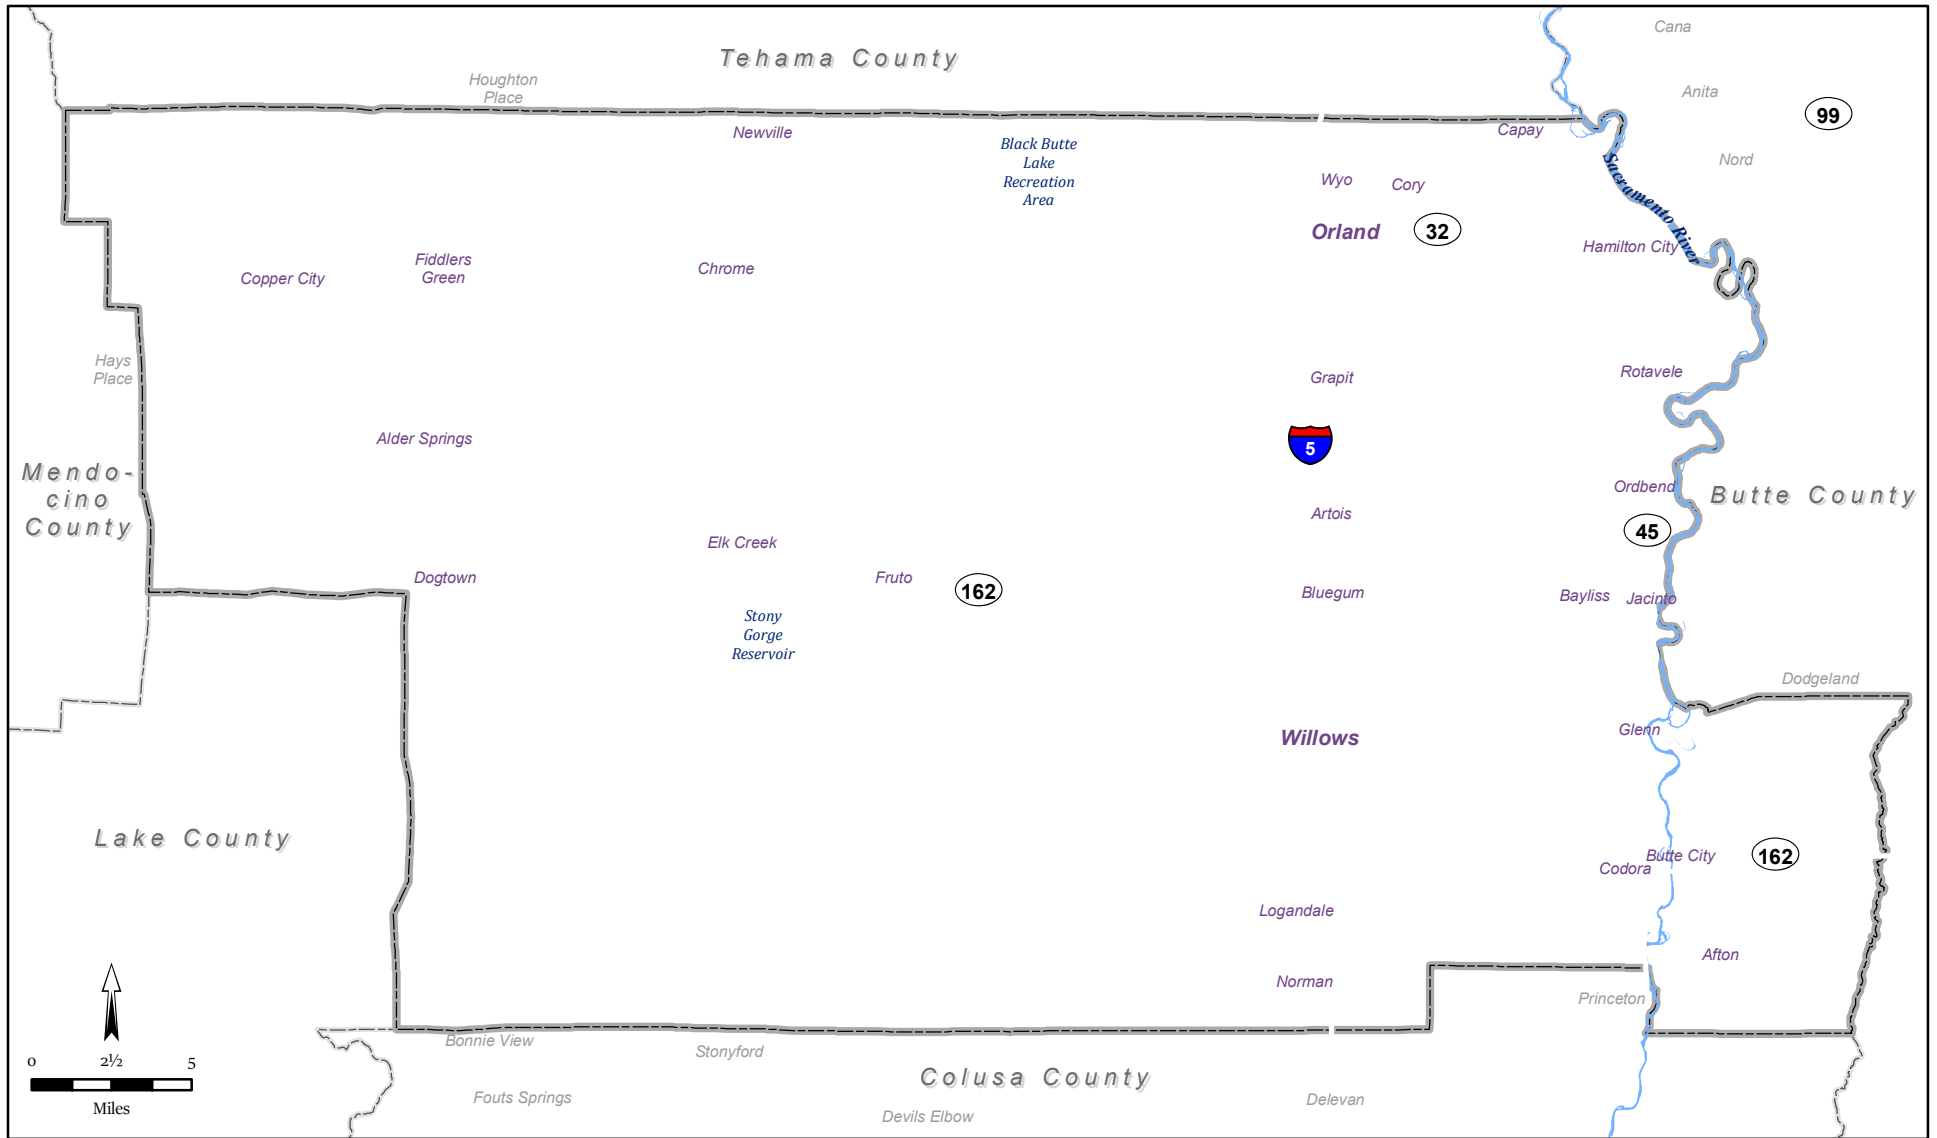 Cana
Tehama County
Houghton
Place
Anita
99
Newville
Capay
Black Butte
Lake
Recreation
Area
Nord
Sacramento River
Wyo
Cory
Orland
32
Hamilton City
Fiddlers
Green
Copper City
Chrome
Hays
Place
Grapit
Rotavele
Alder Springs
5
Mendo-
cino
County
Ordbend
Butte County
Artois
45
Elk Creek
Dogtown
Fruto
162
Bluegum
Bayliss
Jacinto
Stony
Gorge
Reservoir
Dodgeland
Glenn
Willows
Lake County
Butte City
162
Codora
Logandale
Afton
Norman
Princeton
Bonnie View
Stonyford
0 2½ 5
Miles
Colusa County
Fouts Springs
Delevan
Devils Elbow